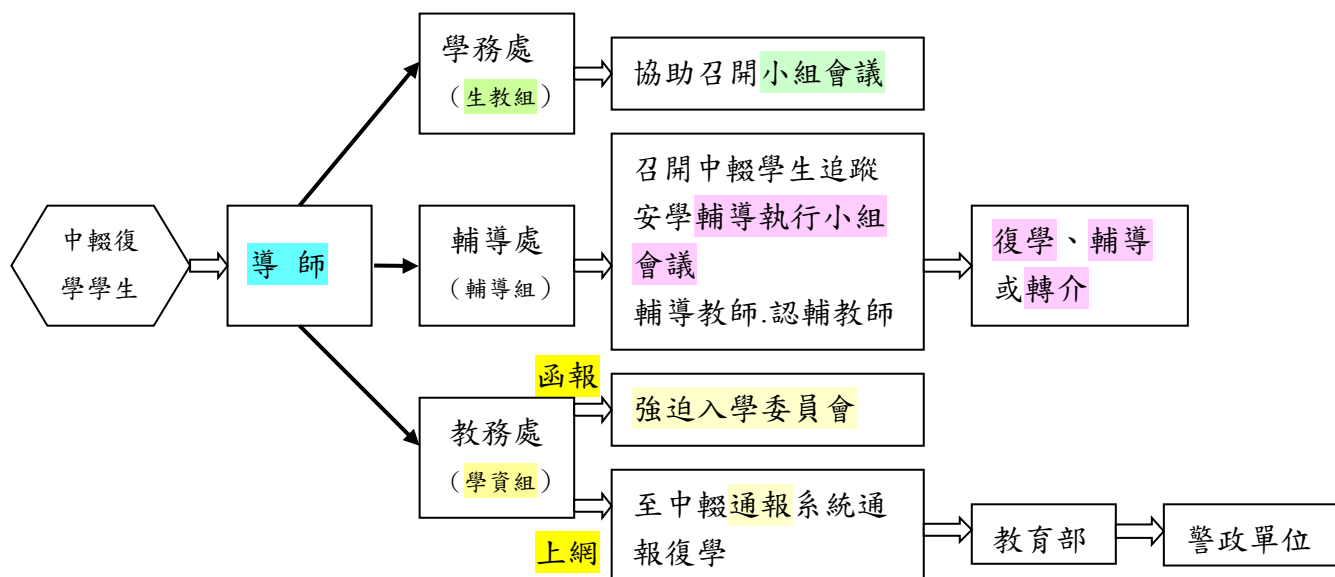 中輟復
學學生
導 師
學務處
（生教組）
協助召開小組會議
輔導處
（輔導組）
召開中輟學生追蹤
安學輔導執行小組
會議
輔導教師.認輔教師
復學、輔導
或轉介
教務處
（學資組）
函報
強迫入學委員會
上網
至中輟通報系統通
報復學
教育部
警政單位